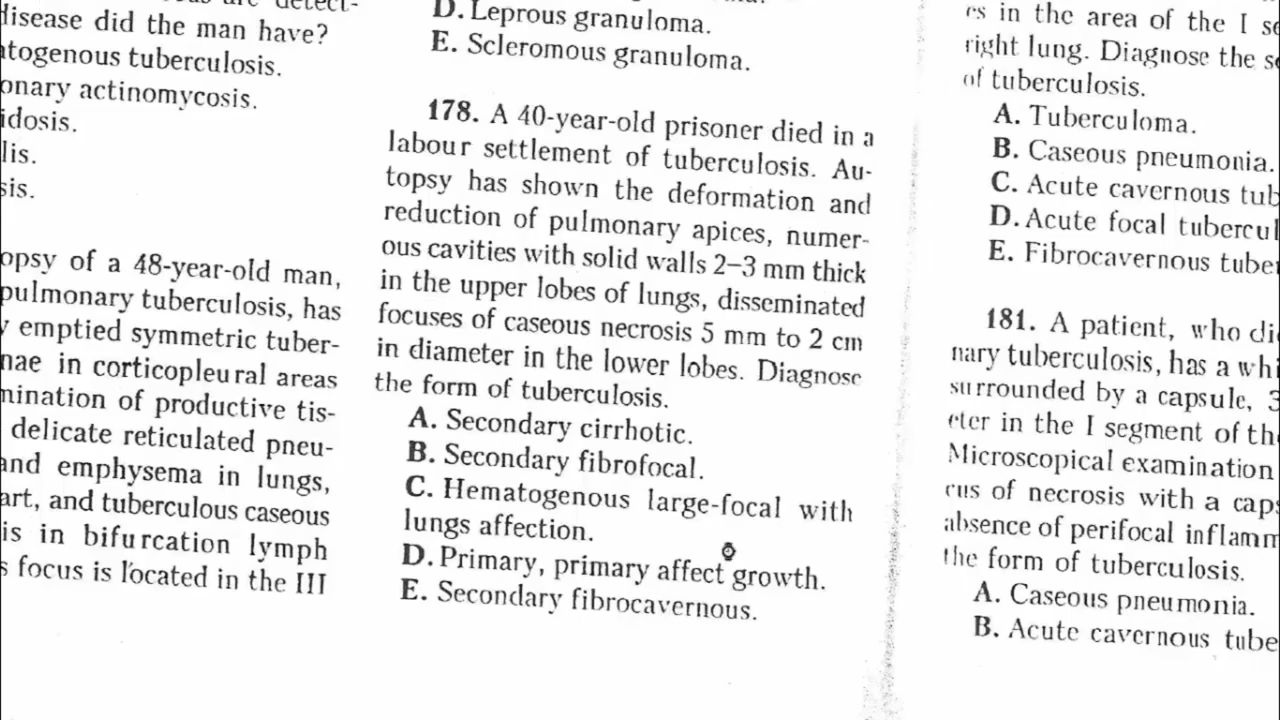 disease did the man have?
togenous tuberculosis.
onary actinomycosis.
idosis.
lis.
sis.
opsy of a 48-year-old man,
pulmonary tuberculosis, has
emptied symmetric tuber-
nae in corticopleural areas
mination of productive tis-
delicate reticulated pneu-
and emphysema in lungs,
art, and tuberculous caseous
is in bifurcation lymph
s focus is located in the III
D. Leprous granuloma.
E. Scleromous granuloma.
178. A 40-year-old prisoner died in a
labour settlement of tuberculosis. Au-
topsy has shown the deformation and
reduction of pulmonary apices, numer-
ous cavities with solid walls 2–3 mm thick
in the upper lobes of lungs, disseminated
focuses of caseous necrosis 5 mm to 2 cm
in diameter in the lower lobes. Diagnose
the form of tuberculosis.
A. Secondary cirrhotic.
B. Secondary fibrofocal.
C. Hematogenous large-focal with
lungs affection.
D. Primary, primary affect growth.
E. Secondary fibrocavernous.
es in the area of the I se
right lung. Diagnose the s
of tuberculosis.
A. Tuberculoma.
B. Caseous pneumonia.
C. Acute cavernous tub
D. Acute focal tubercul
E. Fibrocavernous tuber
181. A patient, who di
nary tuberculosis, has a whi
surrounded by a capsule, 3
eter in the I segment of th
Microscopical examination
cus of necrosis with a caps
absence of perifocal inflamm
the form of tuberculosis.
A. Caseous pneumonia.
B. Acute cavernous tube